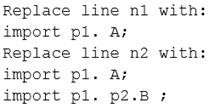 Replace line n1 with:
import p1. A;
Replace line n2 with:
import p1. A;
import p1. p2.B ;